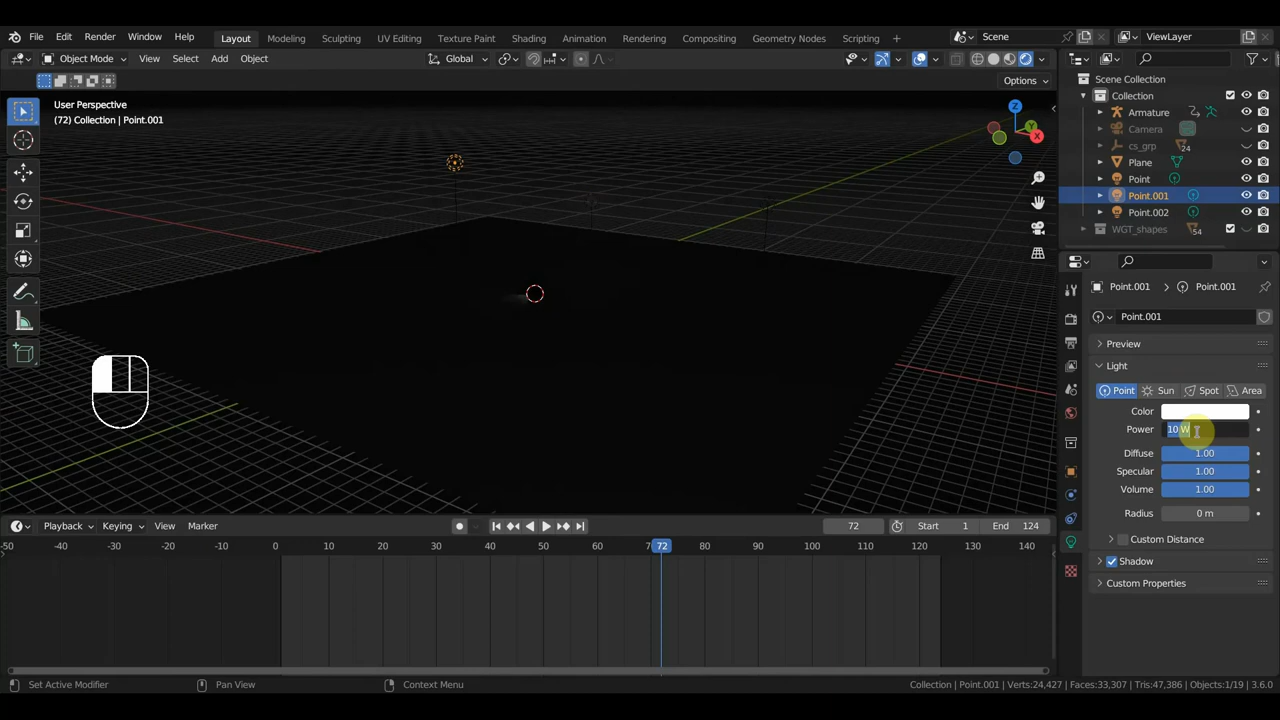 File Edit Render Window Help Layout Modeling Sculpting UV Editing Texture Paint Shading Animation Rendering Compositing Geometry Nodes Scripting + Scene ViewLayer
Object Mode View Select Add Object Global
Options
User Perspective
(72) Collection | Point.001
Z
Y
X
Scene Collection
Collection
Armature
Camera
cs_grp 24
Plane
Point
Point.001
Point.002
WGT_shapes 54
Point.001 > Point.001
Point.001
Preview
Light
Point Sun Spot Area
Color
Power 10 W
Diffuse 1.00
Specular 1.00
Volume 1.00
Radius 0 m
Custom Distance
Shadow
Custom Properties
Playback Keying View Marker 72 Start 1 End 124
-50 -40 -30 -20 -10 0 10 20 30 40 50 60 7 72 80 90 100 110 120 130 140
Set Active Modifier Pan View Context Menu Collection | Point.001 | Verts:24,427 | Faces:33,307 | Tris:47,386 | Objects:1/19 | 3.6.0